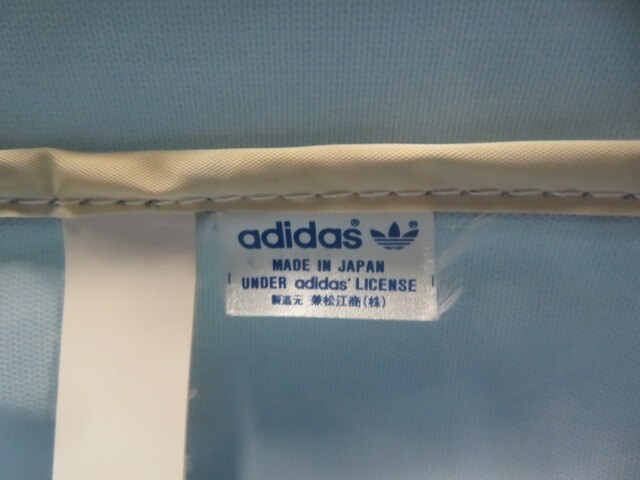 adidas®
MADE IN JAPAN
UNDER adidas' LICENSE
製造元 兼松江商(株)